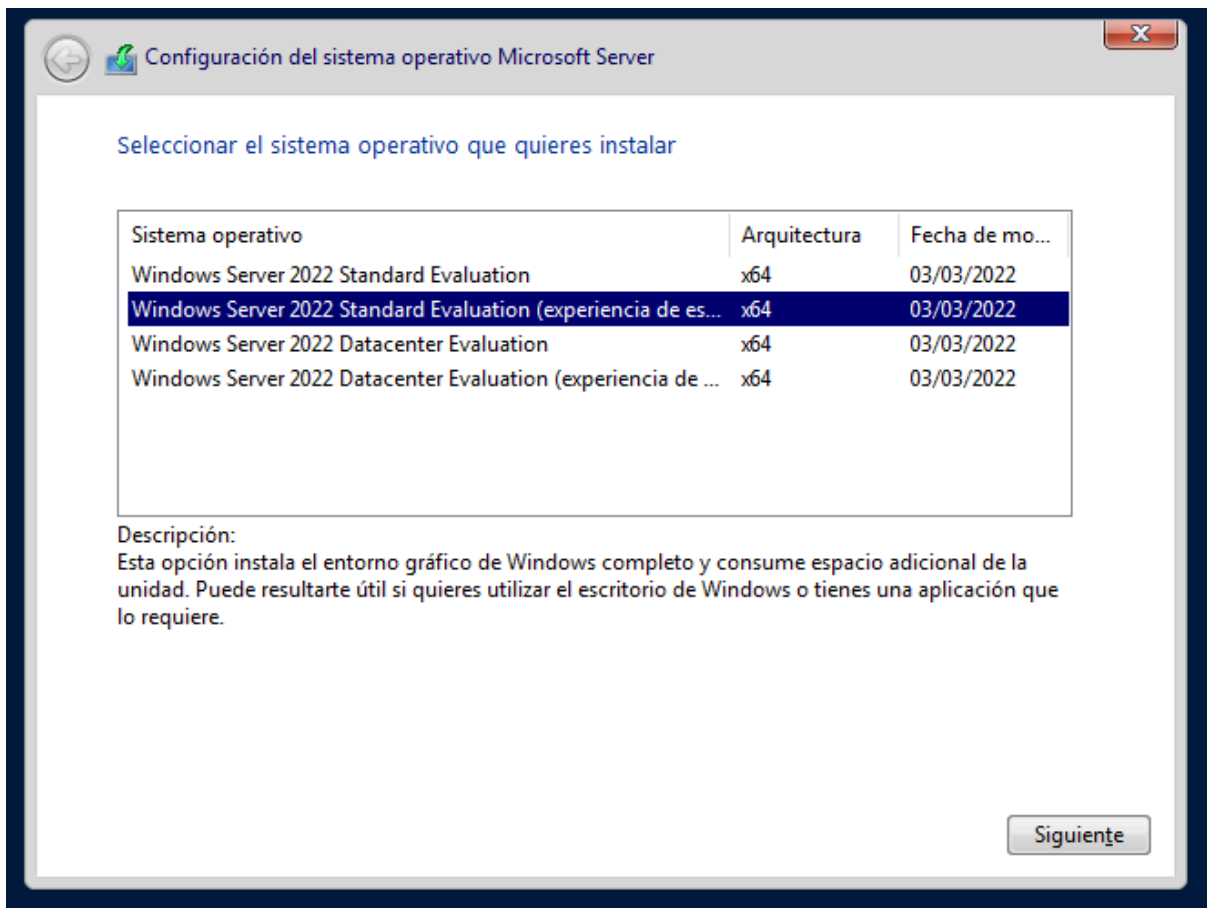 Configuración del sistema operativo Microsoft Server
Seleccionar el sistema operativo que quieres instalar
Sistema operativo Arquitectura Fecha de mo...
Windows Server 2022 Standard Evaluation x64 03/03/2022
Windows Server 2022 Standard Evaluation (experiencia de es... x64 03/03/2022
Windows Server 2022 Datacenter Evaluation x64 03/03/2022
Windows Server 2022 Datacenter Evaluation (experiencia de ... x64 03/03/2022
Descripción:
Esta opción instala el entorno gráfico de Windows completo y consume espacio adicional de la
unidad. Puede resultarte útil si quieres utilizar el escritorio de Windows o tienes una aplicación que
lo requiere.
Siguiente